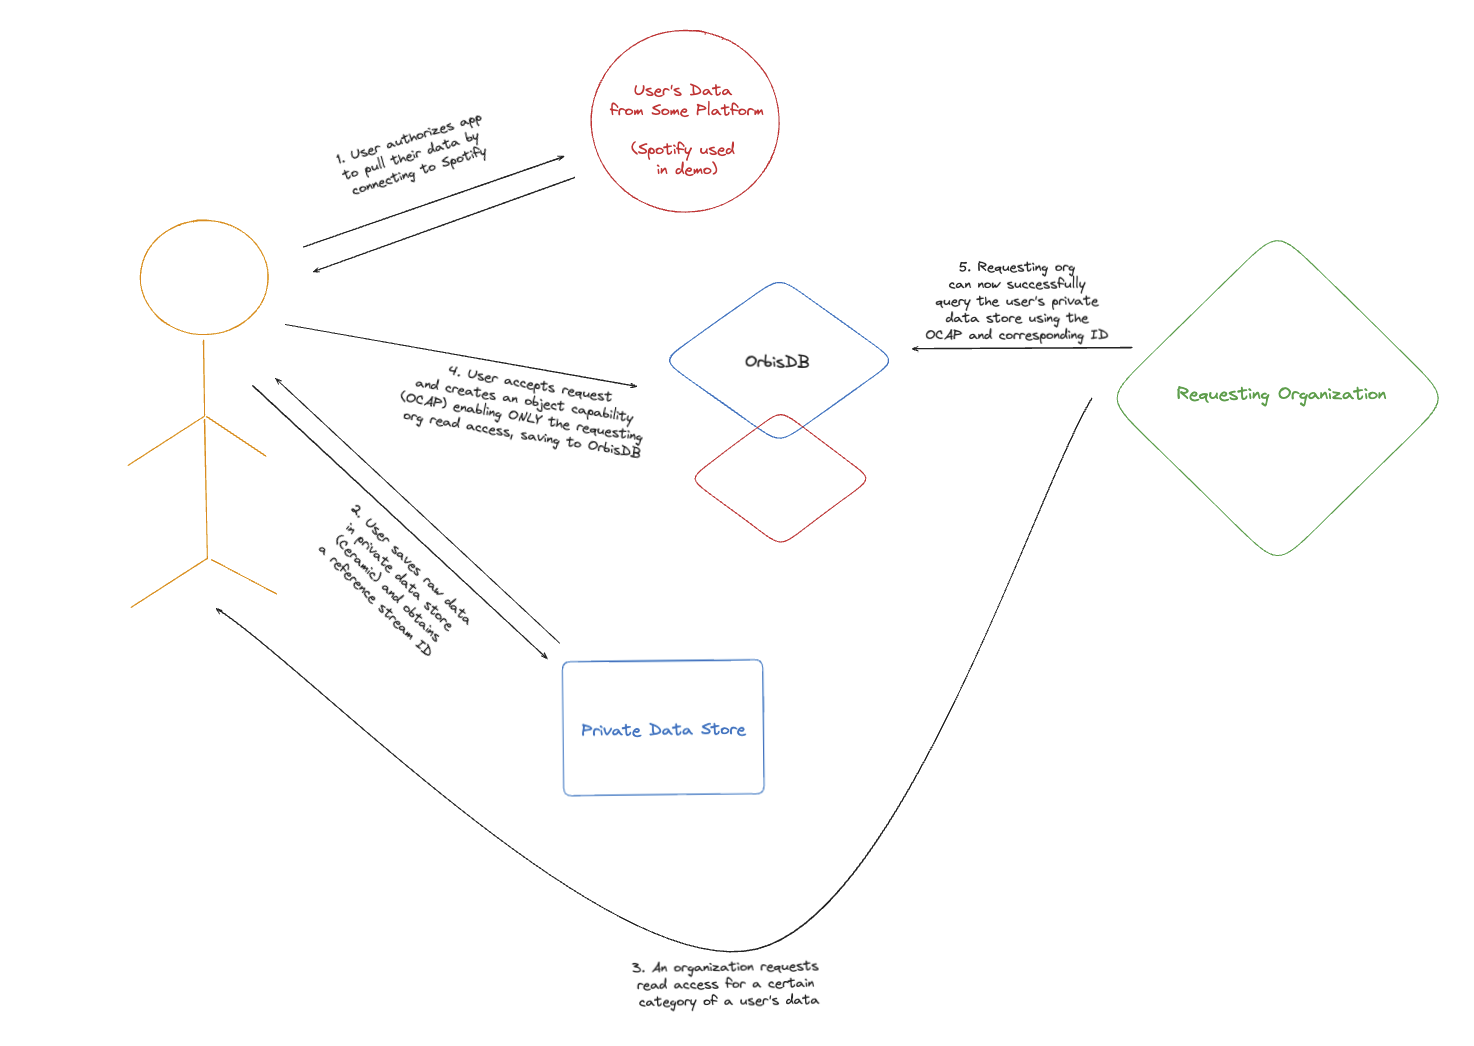 User's Data
from Some Platform
(Spotify used
in demo)
1. User authorizes app
to pull their data by
connecting to Spotify
5. Requesting org
can now successfully
query the user's private
data store using the
OCAP and corresponding ID
OrbisDB
Requesting Organization
4. User accepts request
and creates an object capability
(OCAP) enabling ONLY the requesting
org read access, saving to OrbisDB
2. User saves raw data
in private data store
(Ceramic) and obtains
a reference stream ID
Private Data Store
3. An organization requests
read access for a certain
category of a user's data